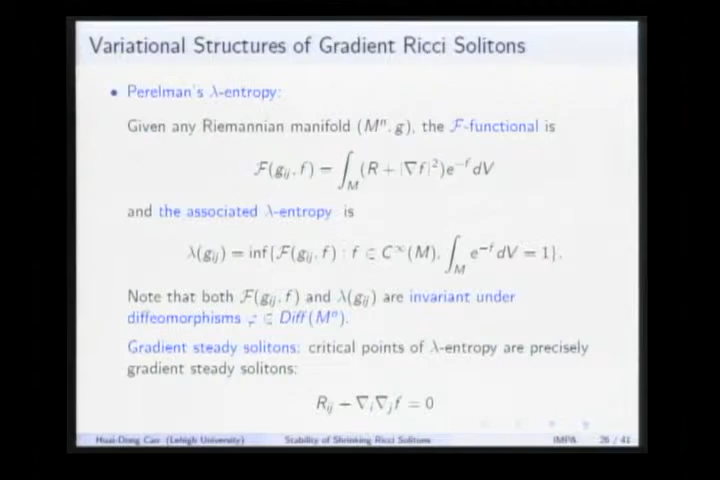 Variational Structures of Gradient Ricci Solitons
• Perelman's λ-entropy:
Given any Riemannian manifold (Mⁿ, g), the F-functional is
F(g_ij, f) = ∫_M (R + |∇f|²)e^{-f} dV
and the associated λ-entropy is
λ(g_ij) = inf{F(g_ij, f) : f ∈ C^∞(M), ∫_M e^{-f} dV = 1}.
Note that both F(g_ij, f) and λ(g_ij) are invariant under
diffeomorphisms φ ∈ Diff(Mⁿ).
Gradient steady solitons: critical points of λ-entropy are precisely
gradient steady solitons:
R_ij + ∇_i∇_j f = 0
Huai-Dong Cao (Lehigh University) Stability of Shrinking Ricci Solitons IMPA 26 / 41